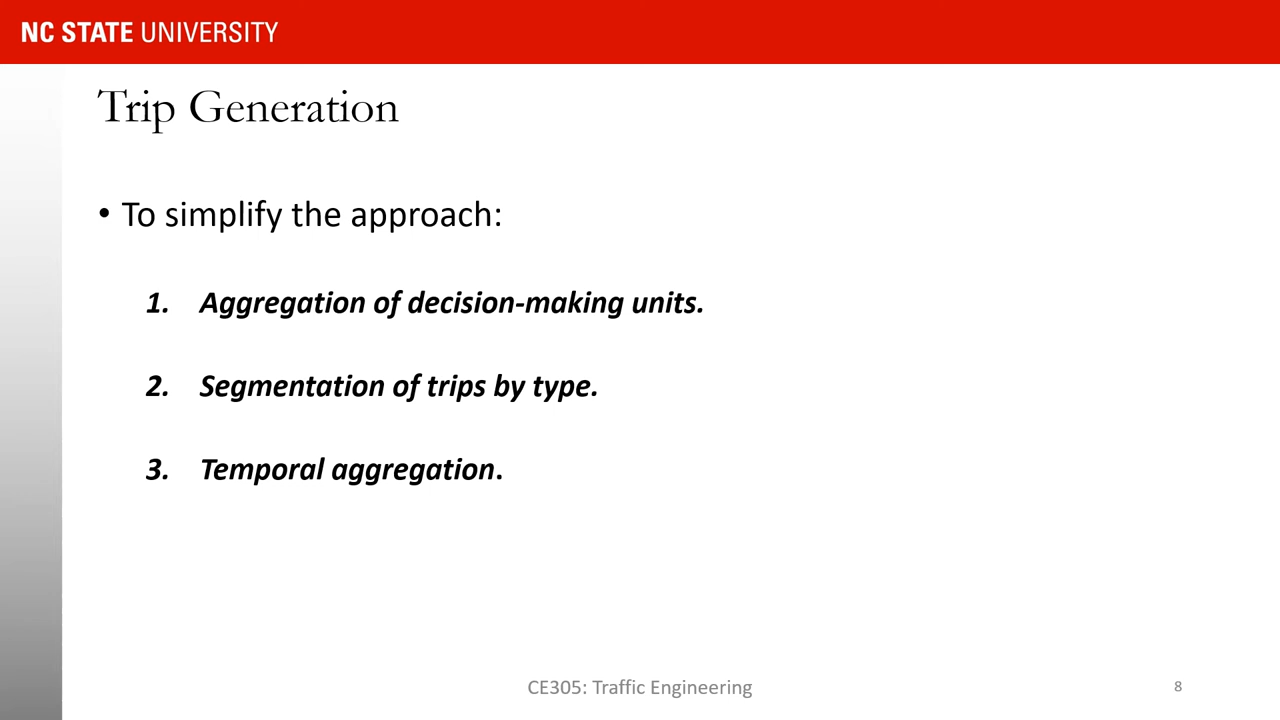 NC STATE UNIVERSITY
Trip Generation
• To simplify the approach:
1. Aggregation of decision-making units.
2. Segmentation of trips by type.
3. Temporal aggregation.
CE305: Traffic Engineering
8